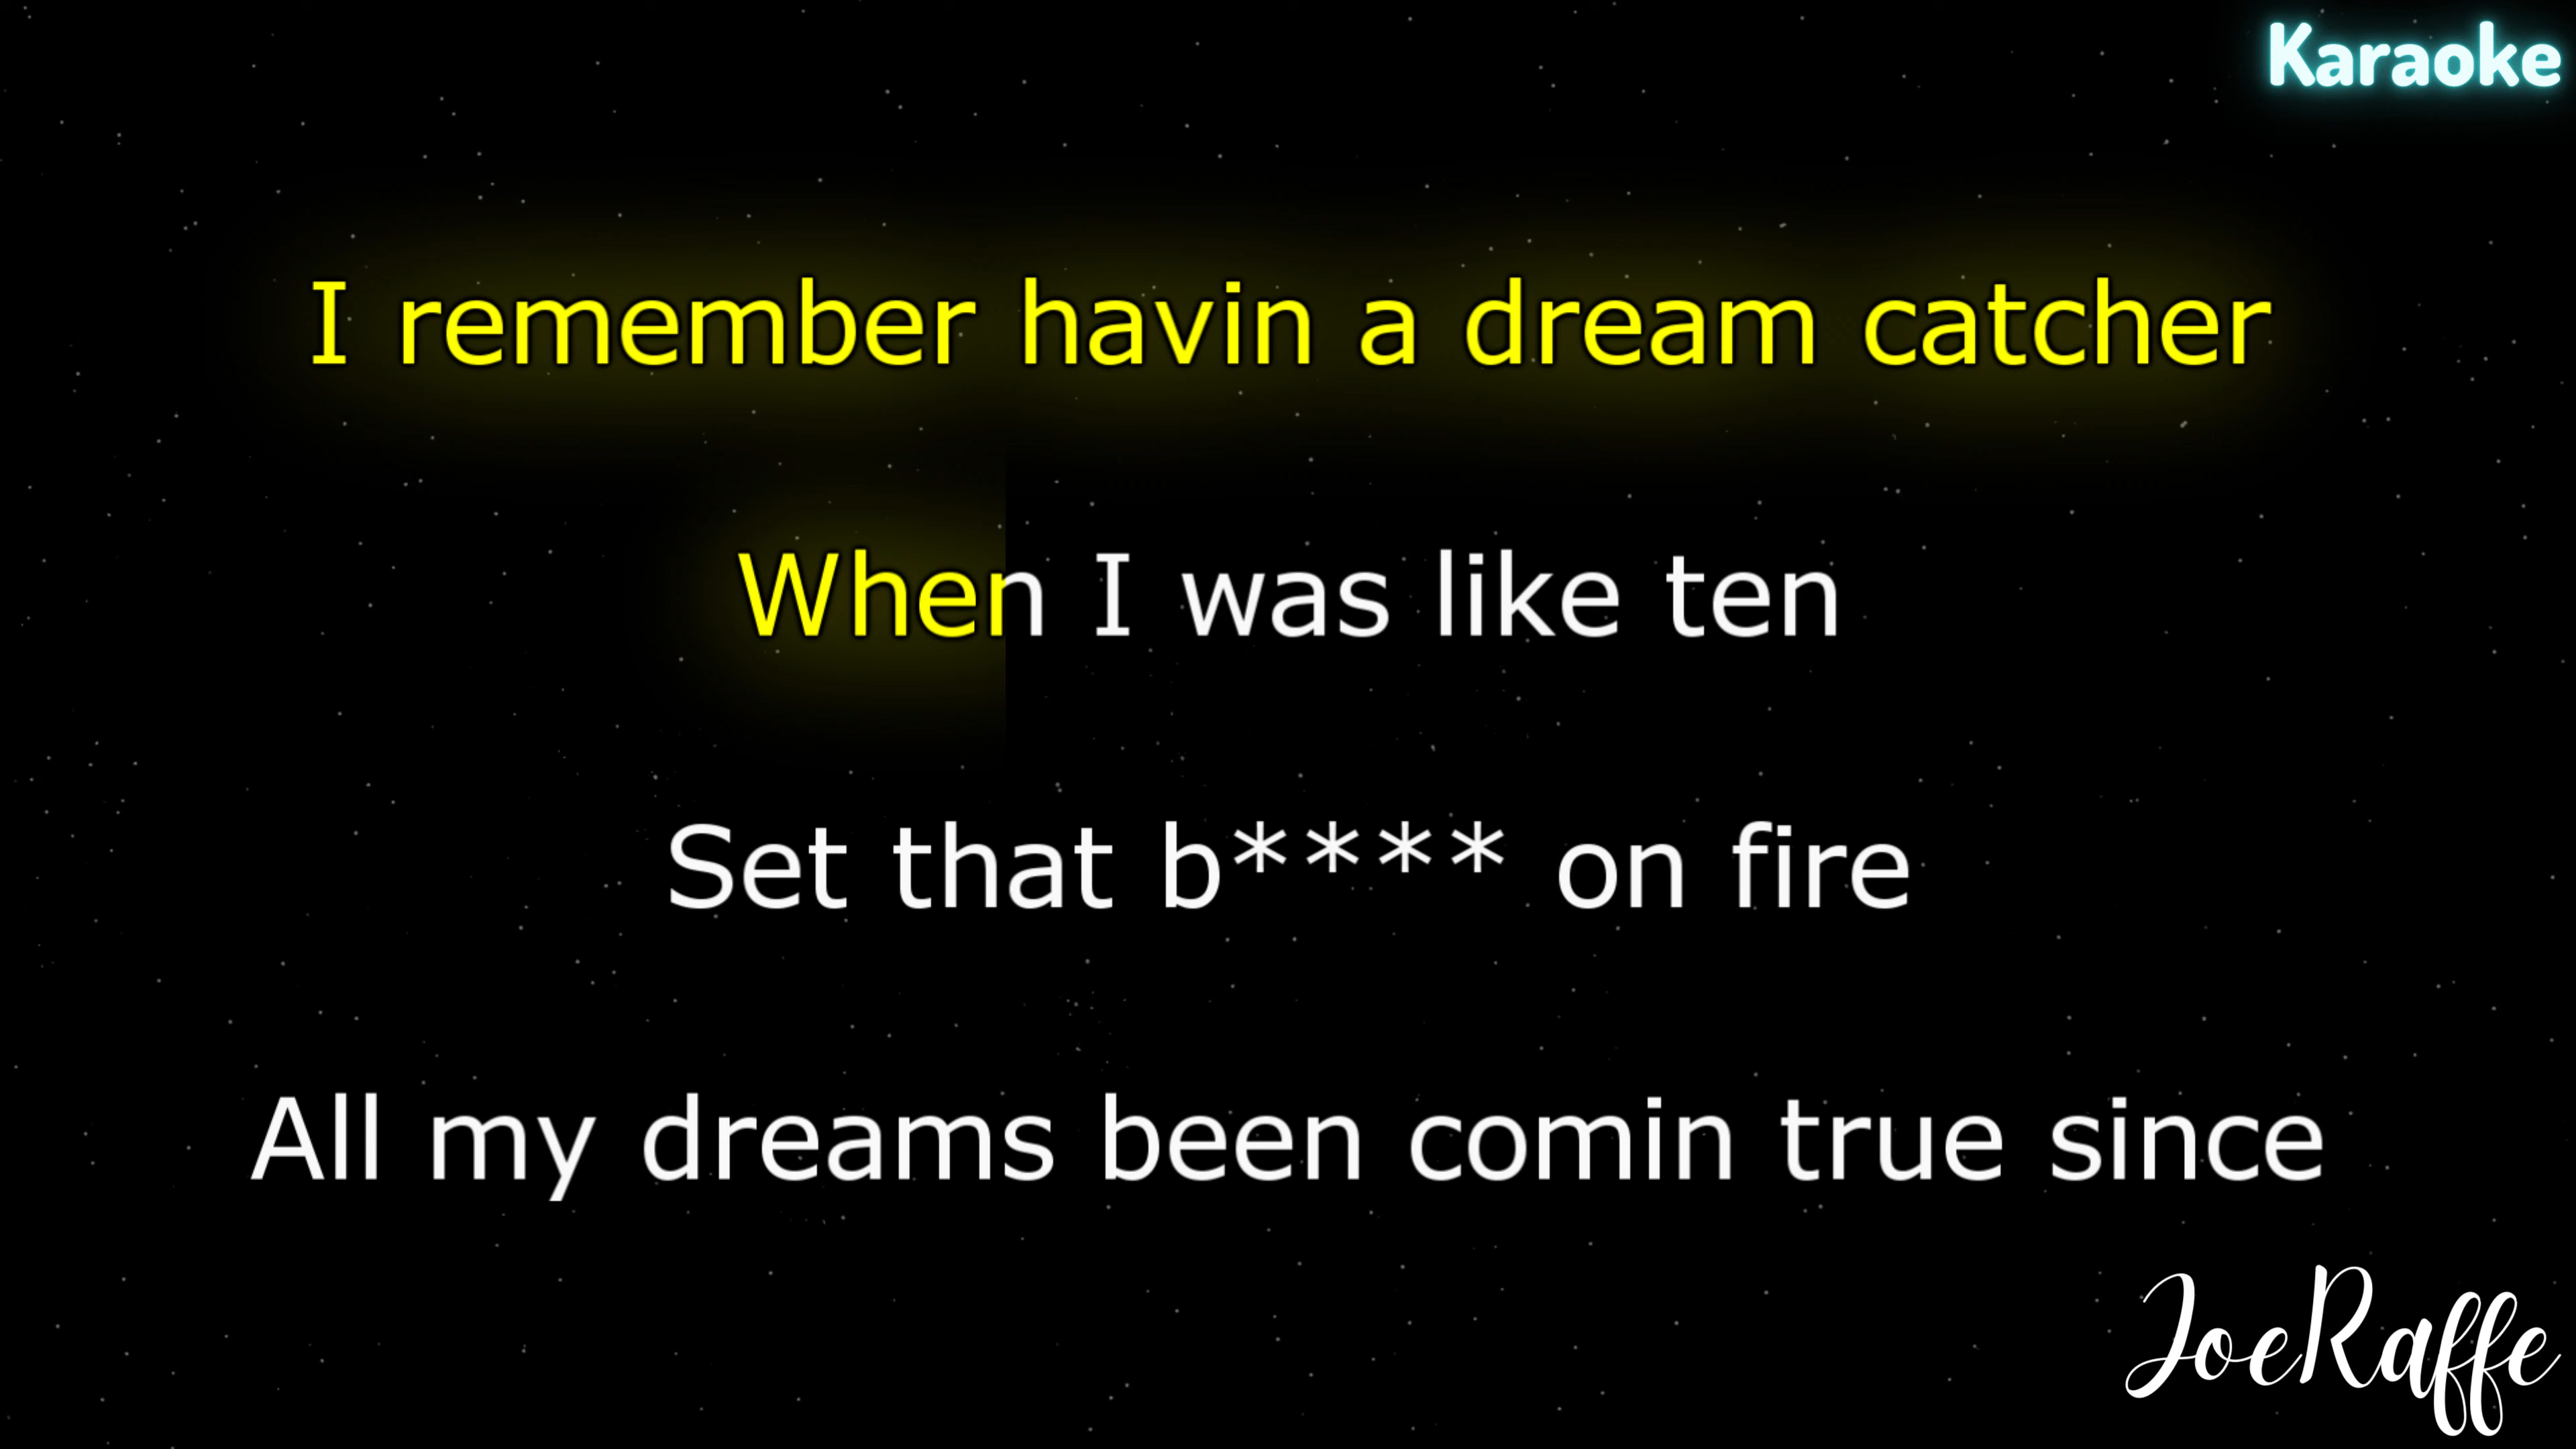 Karaoke
I remember havin a dream catcher
When I was like ten
Set that b**** on fire
All my dreams been comin true since
JoeRaffe